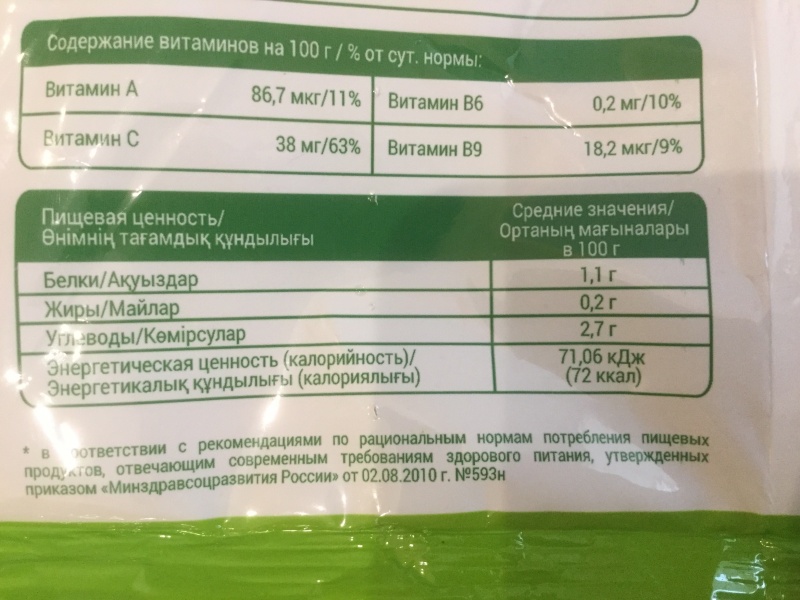 Содержание витаминов на 100 г / % от сут. нормы:
Витамин А 86,7 мкг/11% Витамин В6 0,2 мг/10%
Витамин С 38 мг/63% Витамин В9 18,2 мкг/9%
Пищевая ценность/ Средние значения/
Өнімнің тағамдық құндылығы Ортаның мағыналары
в 100 г
Белки/Ақуыздар 1,1 г
Жиры/Майлар 0,2 г
Углеводы/Көмірсулар 2,7 г
Энергетическая ценность (калорийность)/ 71,06 кДж
Энергетикалық құндылығы (калориялығы) (72 ккал)
* в соответствии с рекомендациями по рациональным нормам потребления пищевых
продуктов, отвечающим современным требованиям здорового питания, утвержденных
приказом «Минздравсоцразвития России» от 02.08.2010 г. №593н